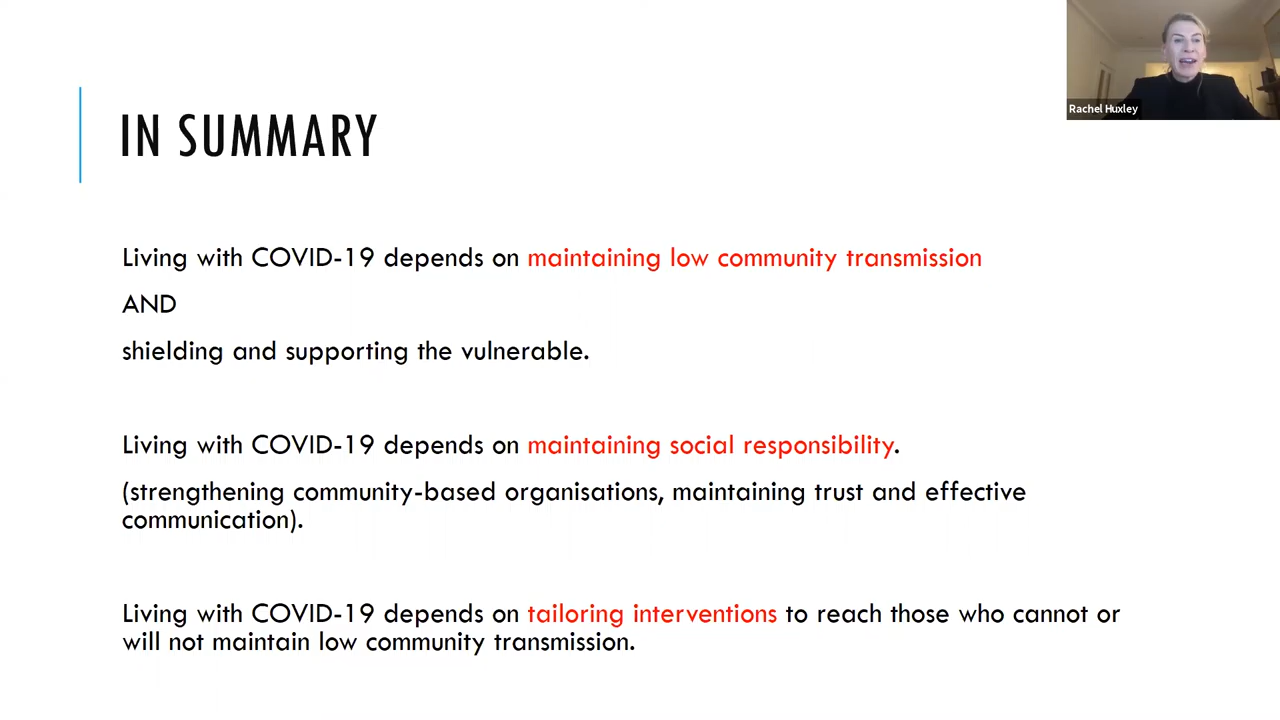 Rachel Huxley
IN SUMMARY
Living with COVID-19 depends on maintaining low community transmission
AND
shielding and supporting the vulnerable.
Living with COVID-19 depends on maintaining social responsibility.
(strengthening community-based organisations, maintaining trust and effective
communication).
Living with COVID-19 depends on tailoring interventions to reach those who cannot or
will not maintain low community transmission.